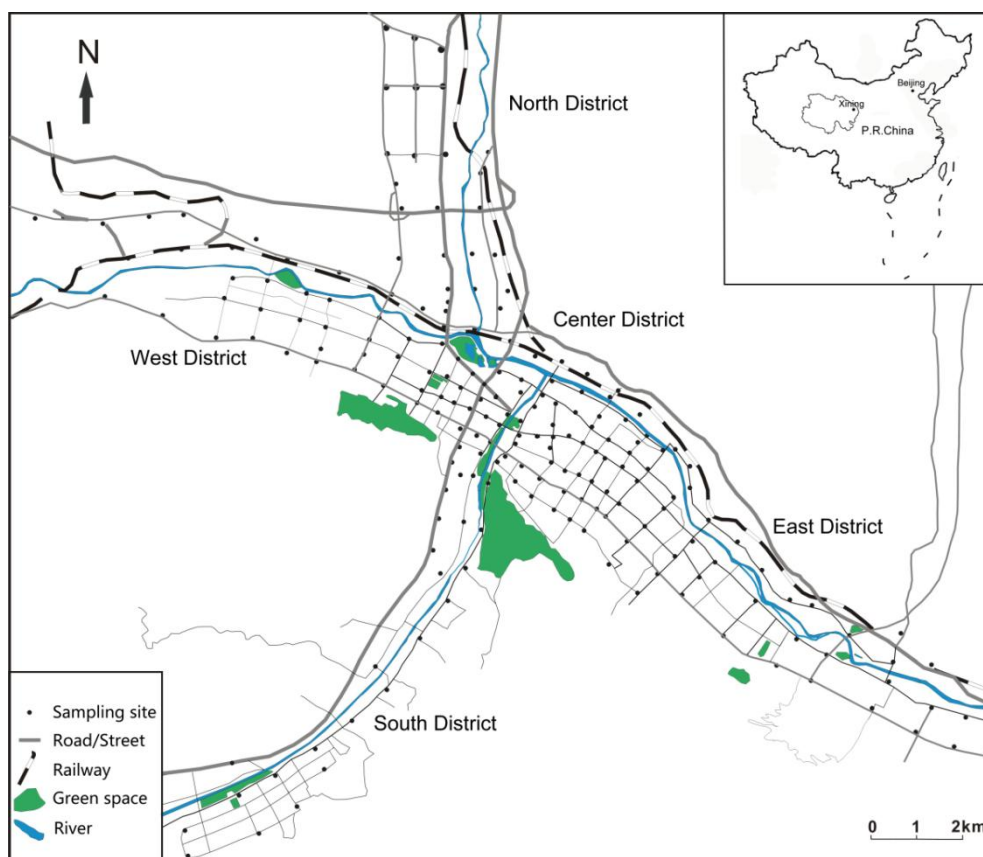 N
North District
Beijing
Xining
P.R.China
Center District
West District
East District
South District
Sampling site
Road/Street
Railway
Green space
River
0 1 2km